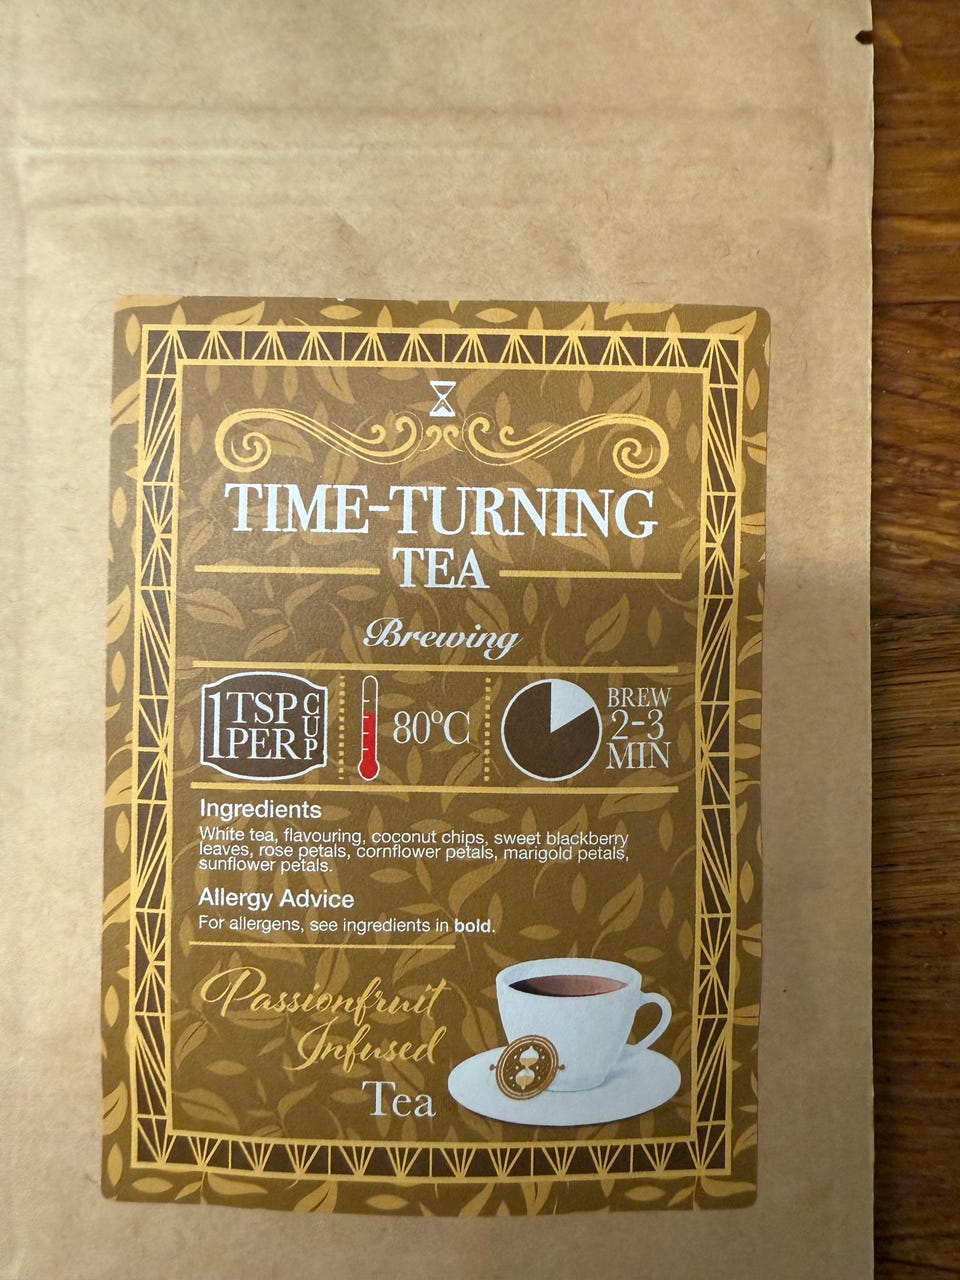 TIME-TURNING
TEA
Brewing
1 TSP PER CUP
80°C
BREW
2-3
MIN
Ingredients
White tea, flavouring, coconut chips, sweet blackberry
leaves, rose petals, cornflower petals, marigold petals,
sunflower petals.
Allergy Advice
For allergens, see ingredients in bold.
Passionfruit
Infused
Tea